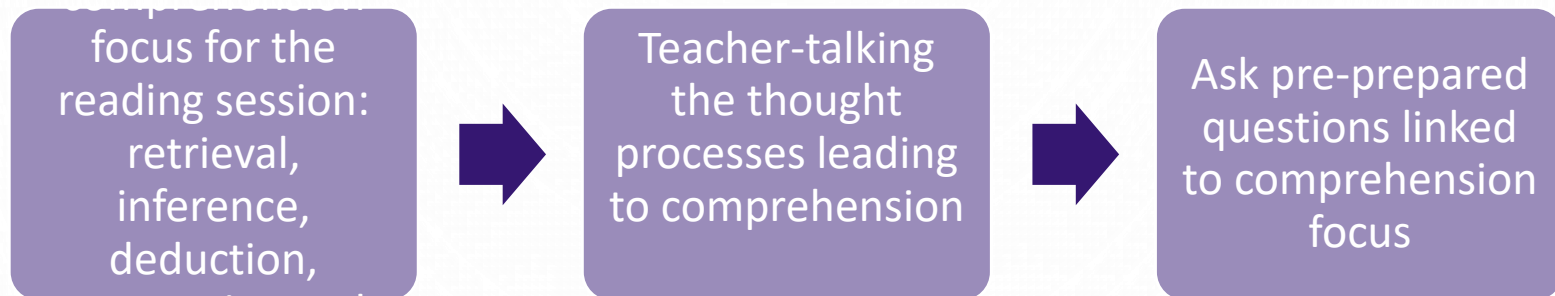 comprehension
focus for the
reading session:
retrieval,
inference,
deduction,
Teacher-talking
the thought
processes leading
to comprehension
Ask pre-prepared
questions linked
to comprehension
focus